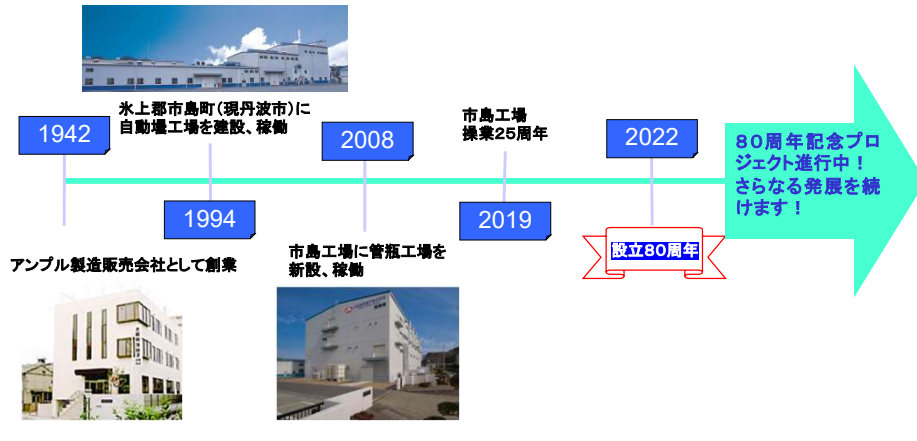 1942
アンプル製造販売会社として創業
氷上郡市島町(現丹波市)に
自動壜工場を建設、稼働
1994
2008
市島工場に管瓶工場を
新設、稼働
市島工場
操業25周年
2019
2022
設立80周年
80周年記念プロ
ジェクト進行中!
さらなる発展を続
けます!